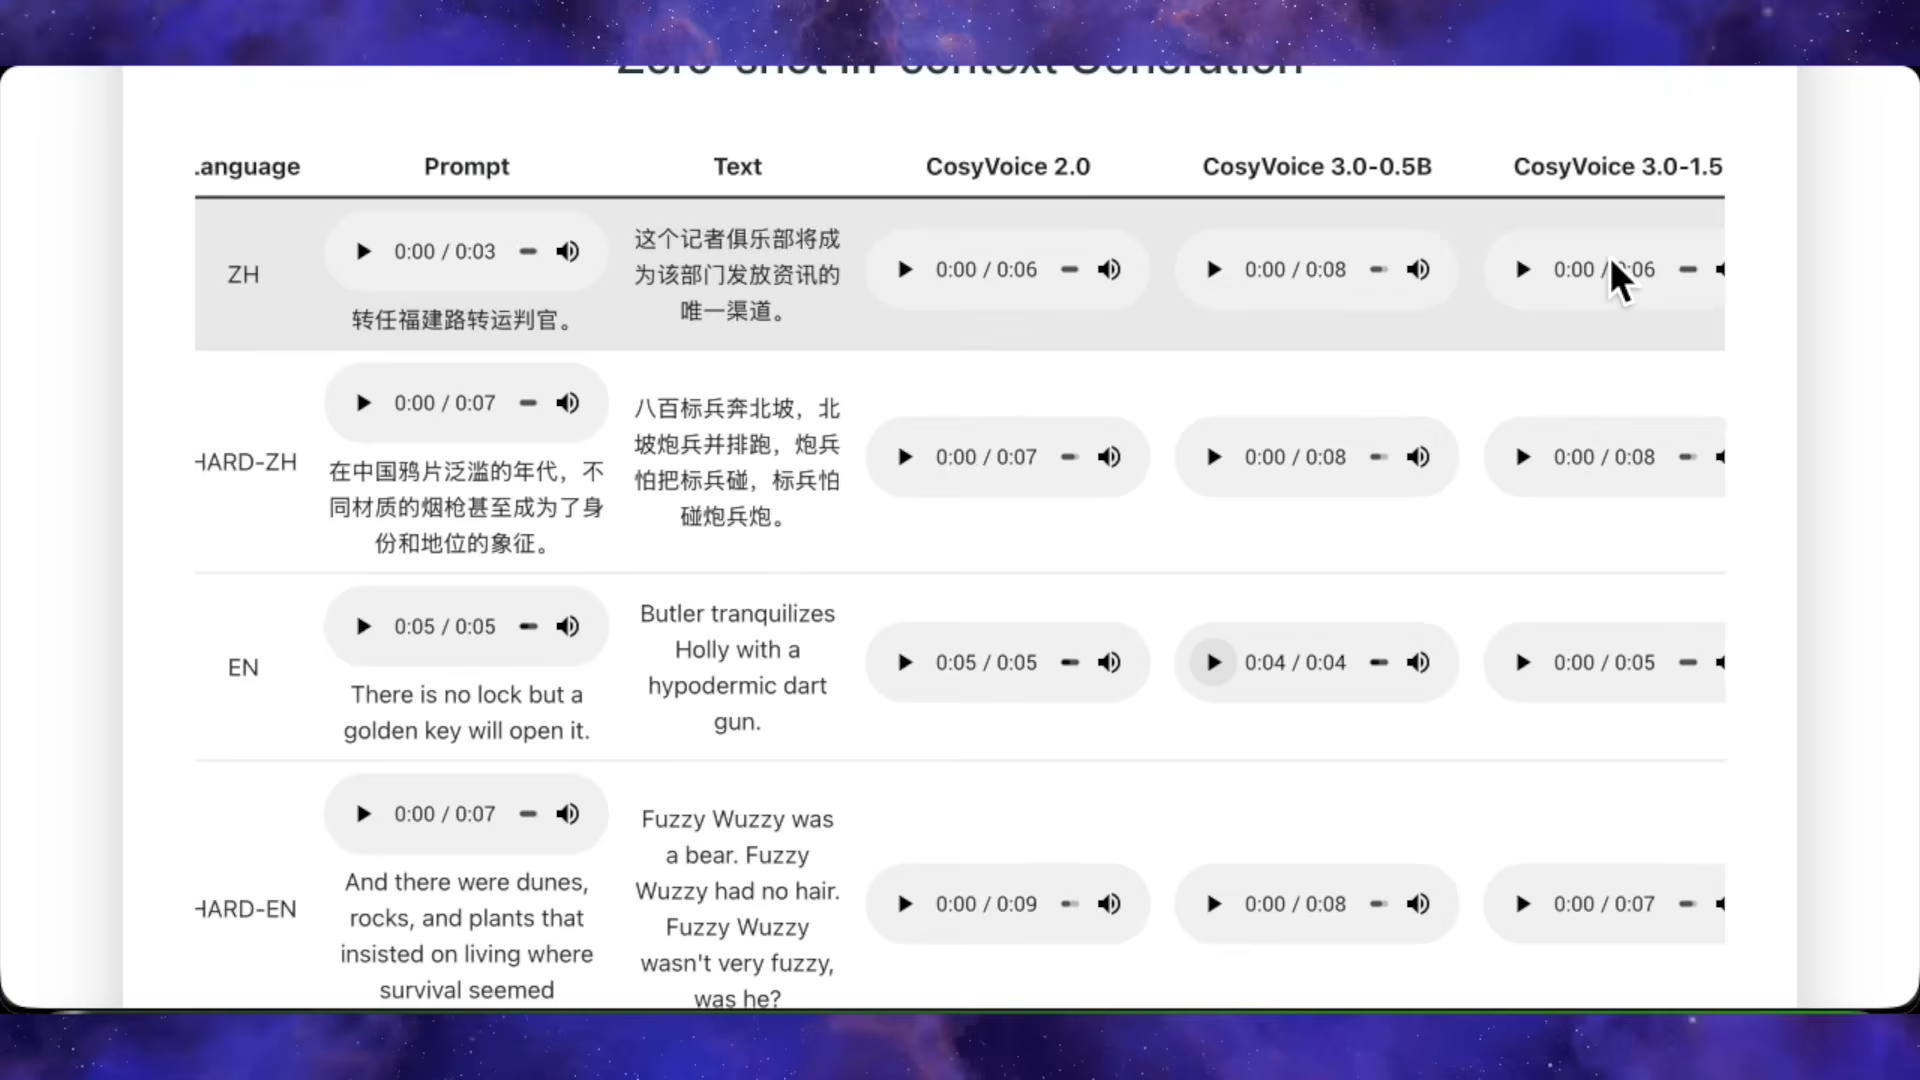 Zero-shot In-context Generation
.anguage Prompt Text CosyVoice 2.0 CosyVoice 3.0-0.5B CosyVoice 3.0-1.5
ZH
0:00 / 0:03
转任福建路转运判官。
这个记者俱乐部将成
为该部门发放资讯的
唯一渠道。
0:00 / 0:06
0:00 / 0:08
0:00 / 0:06
HARD-ZH
0:00 / 0:07
在中国鸦片泛滥的年代，不
同材质的烟枪甚至成为了身
份和地位的象征。
八百标兵奔北坡，北
坡炮兵并排跑，炮兵
怕把标兵碰，标兵怕
碰炮兵炮。
0:00 / 0:07
0:00 / 0:08
0:00 / 0:08
EN
0:05 / 0:05
There is no lock but a
golden key will open it.
Butler tranquilizes
Holly with a
hypodermic dart
gun.
0:05 / 0:05
0:04 / 0:04
0:00 / 0:05
HARD-EN
0:00 / 0:07
And there were dunes,
rocks, and plants that
insisted on living where
survival seemed
Fuzzy Wuzzy was
a bear. Fuzzy
Wuzzy had no hair.
Fuzzy Wuzzy
wasn't very fuzzy,
was he?
0:00 / 0:09
0:00 / 0:08
0:00 / 0:07